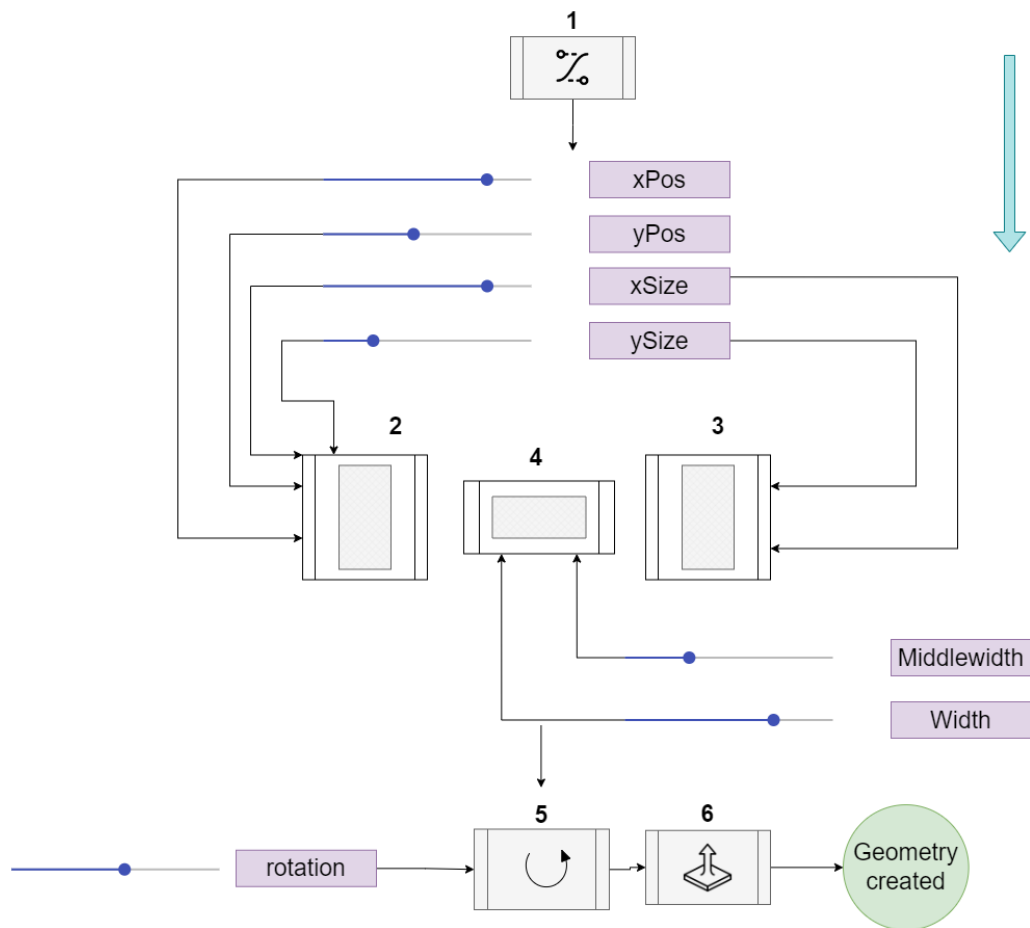 1
xPos
yPos
xSize
ySize
2
3
4
Middlewidth
Width
5
6
rotation
Geometry
created